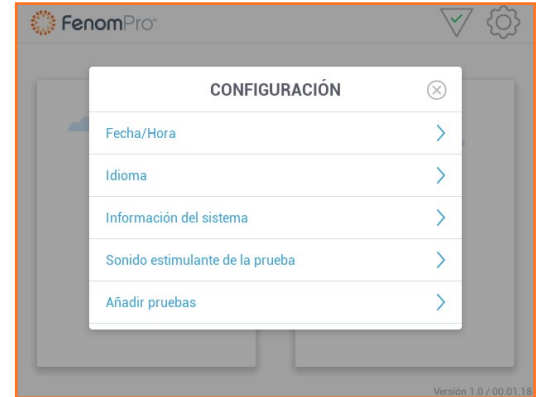 FenomPro™
CONFIGURACIÓN
Fecha/Hora
Idioma
Información del sistema
Sonido estimulante de la prueba
Añadir pruebas
Versión 1.0 / 00.01.18